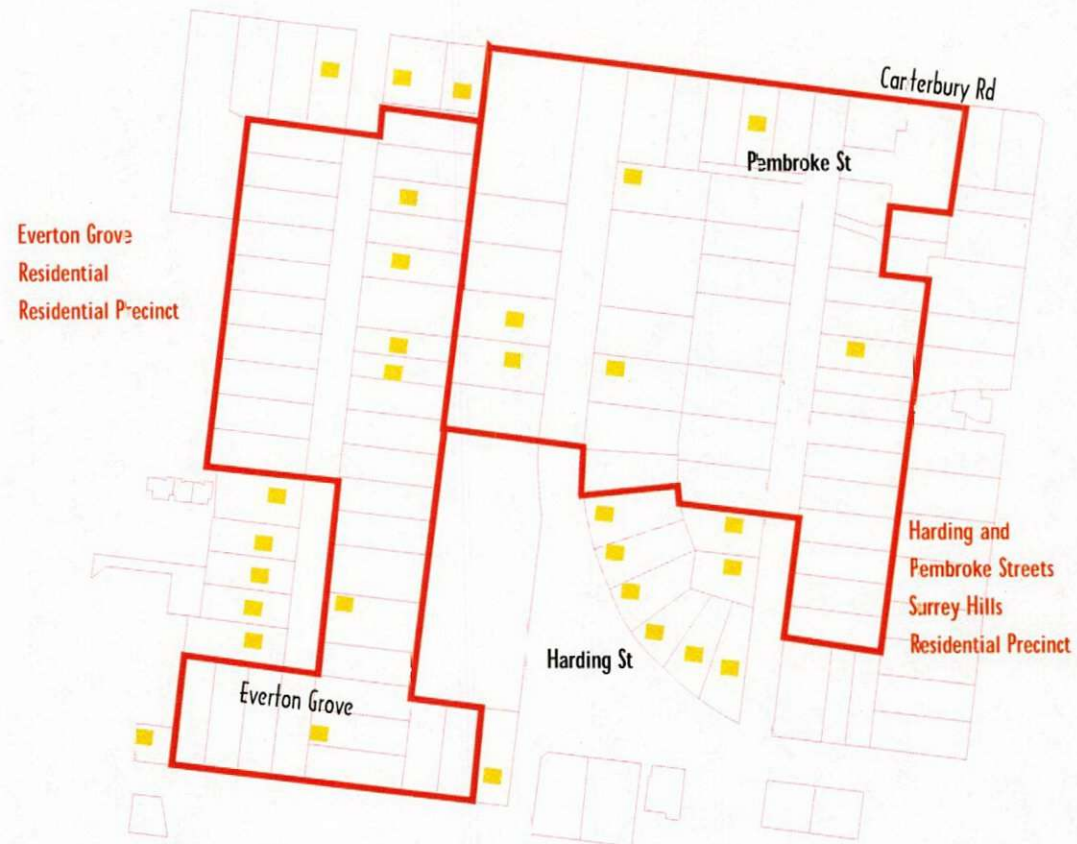 Canterbury Rd
Pembroke St
Everton Grove
Residential
Residential Precinct
Harding and
Pembroke Streets
Surrey Hills
Residential Precinct
Harding St
Everton Grove